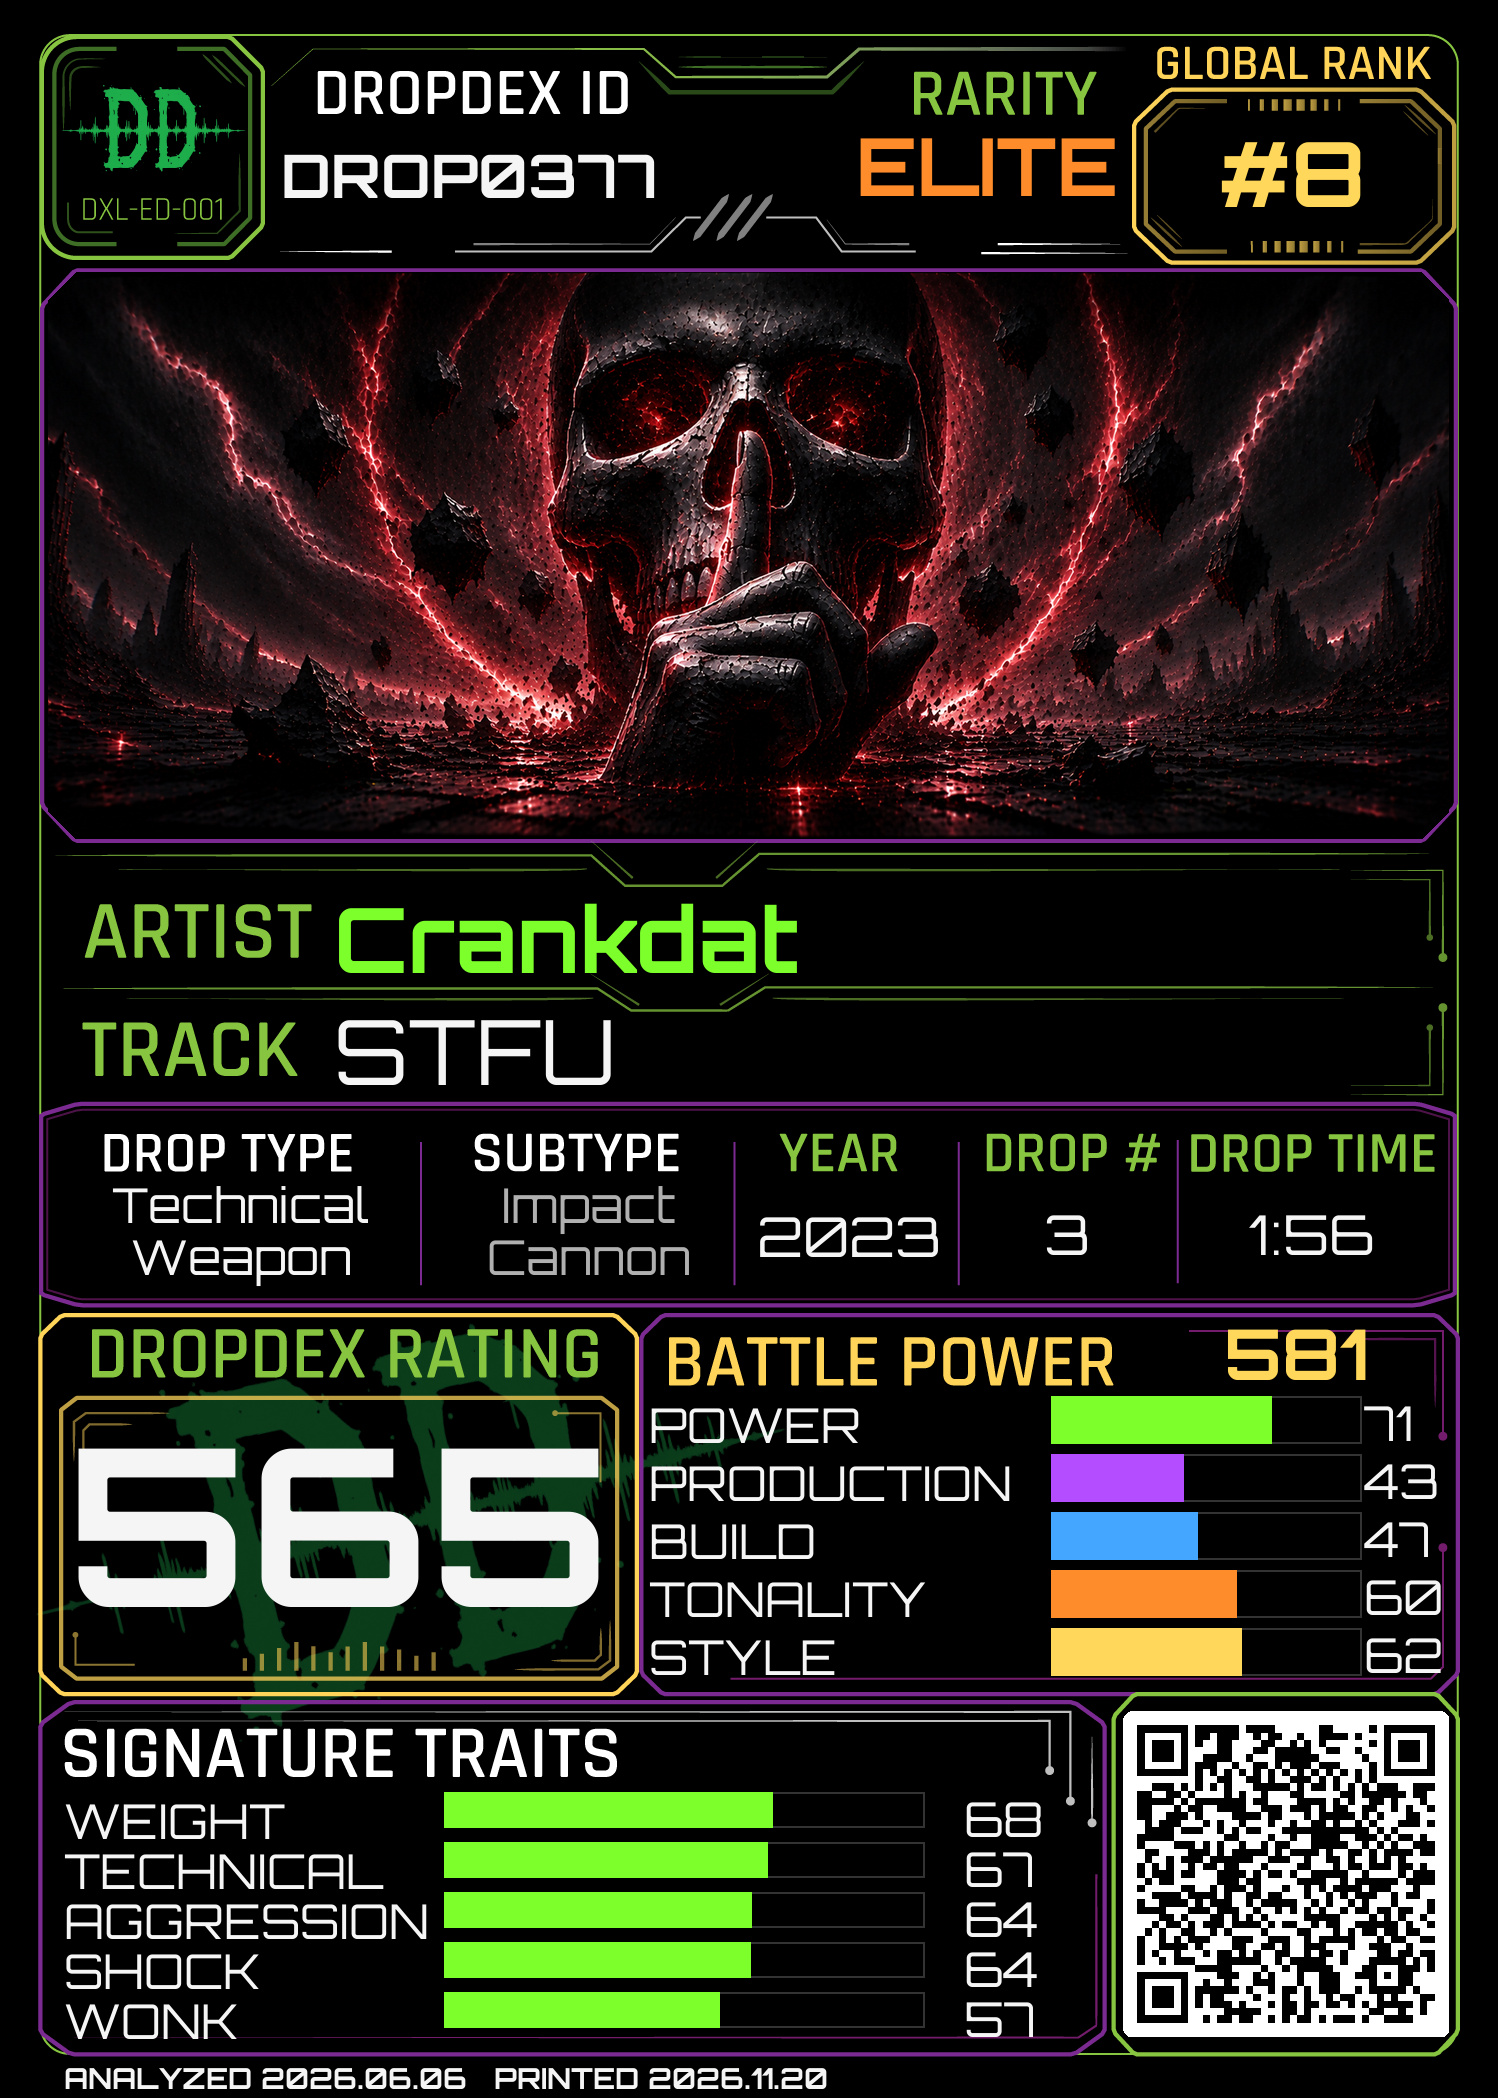 DD
DXL-ED-001
DROPDEX ID
DROP0377
RARITY
ELITE
GLOBAL RANK
#8
ARTIST Crankdat
TRACK STFU
DROP TYPE
Technical
Weapon
SUBTYPE
Impact
Cannon
YEAR
2023
DROP #
3
DROP TIME
1:56
DROPDEX RATING
565
BATTLE POWER 581
POWER 71
PRODUCTION 43
BUILD 47
TONALITY 60
STYLE 62
SIGNATURE TRAITS
WEIGHT 68
TECHNICAL 67
AGGRESSION 64
SHOCK 64
WONK 57
ANALYZED 2026.06.06 PRINTED 2026.11.20